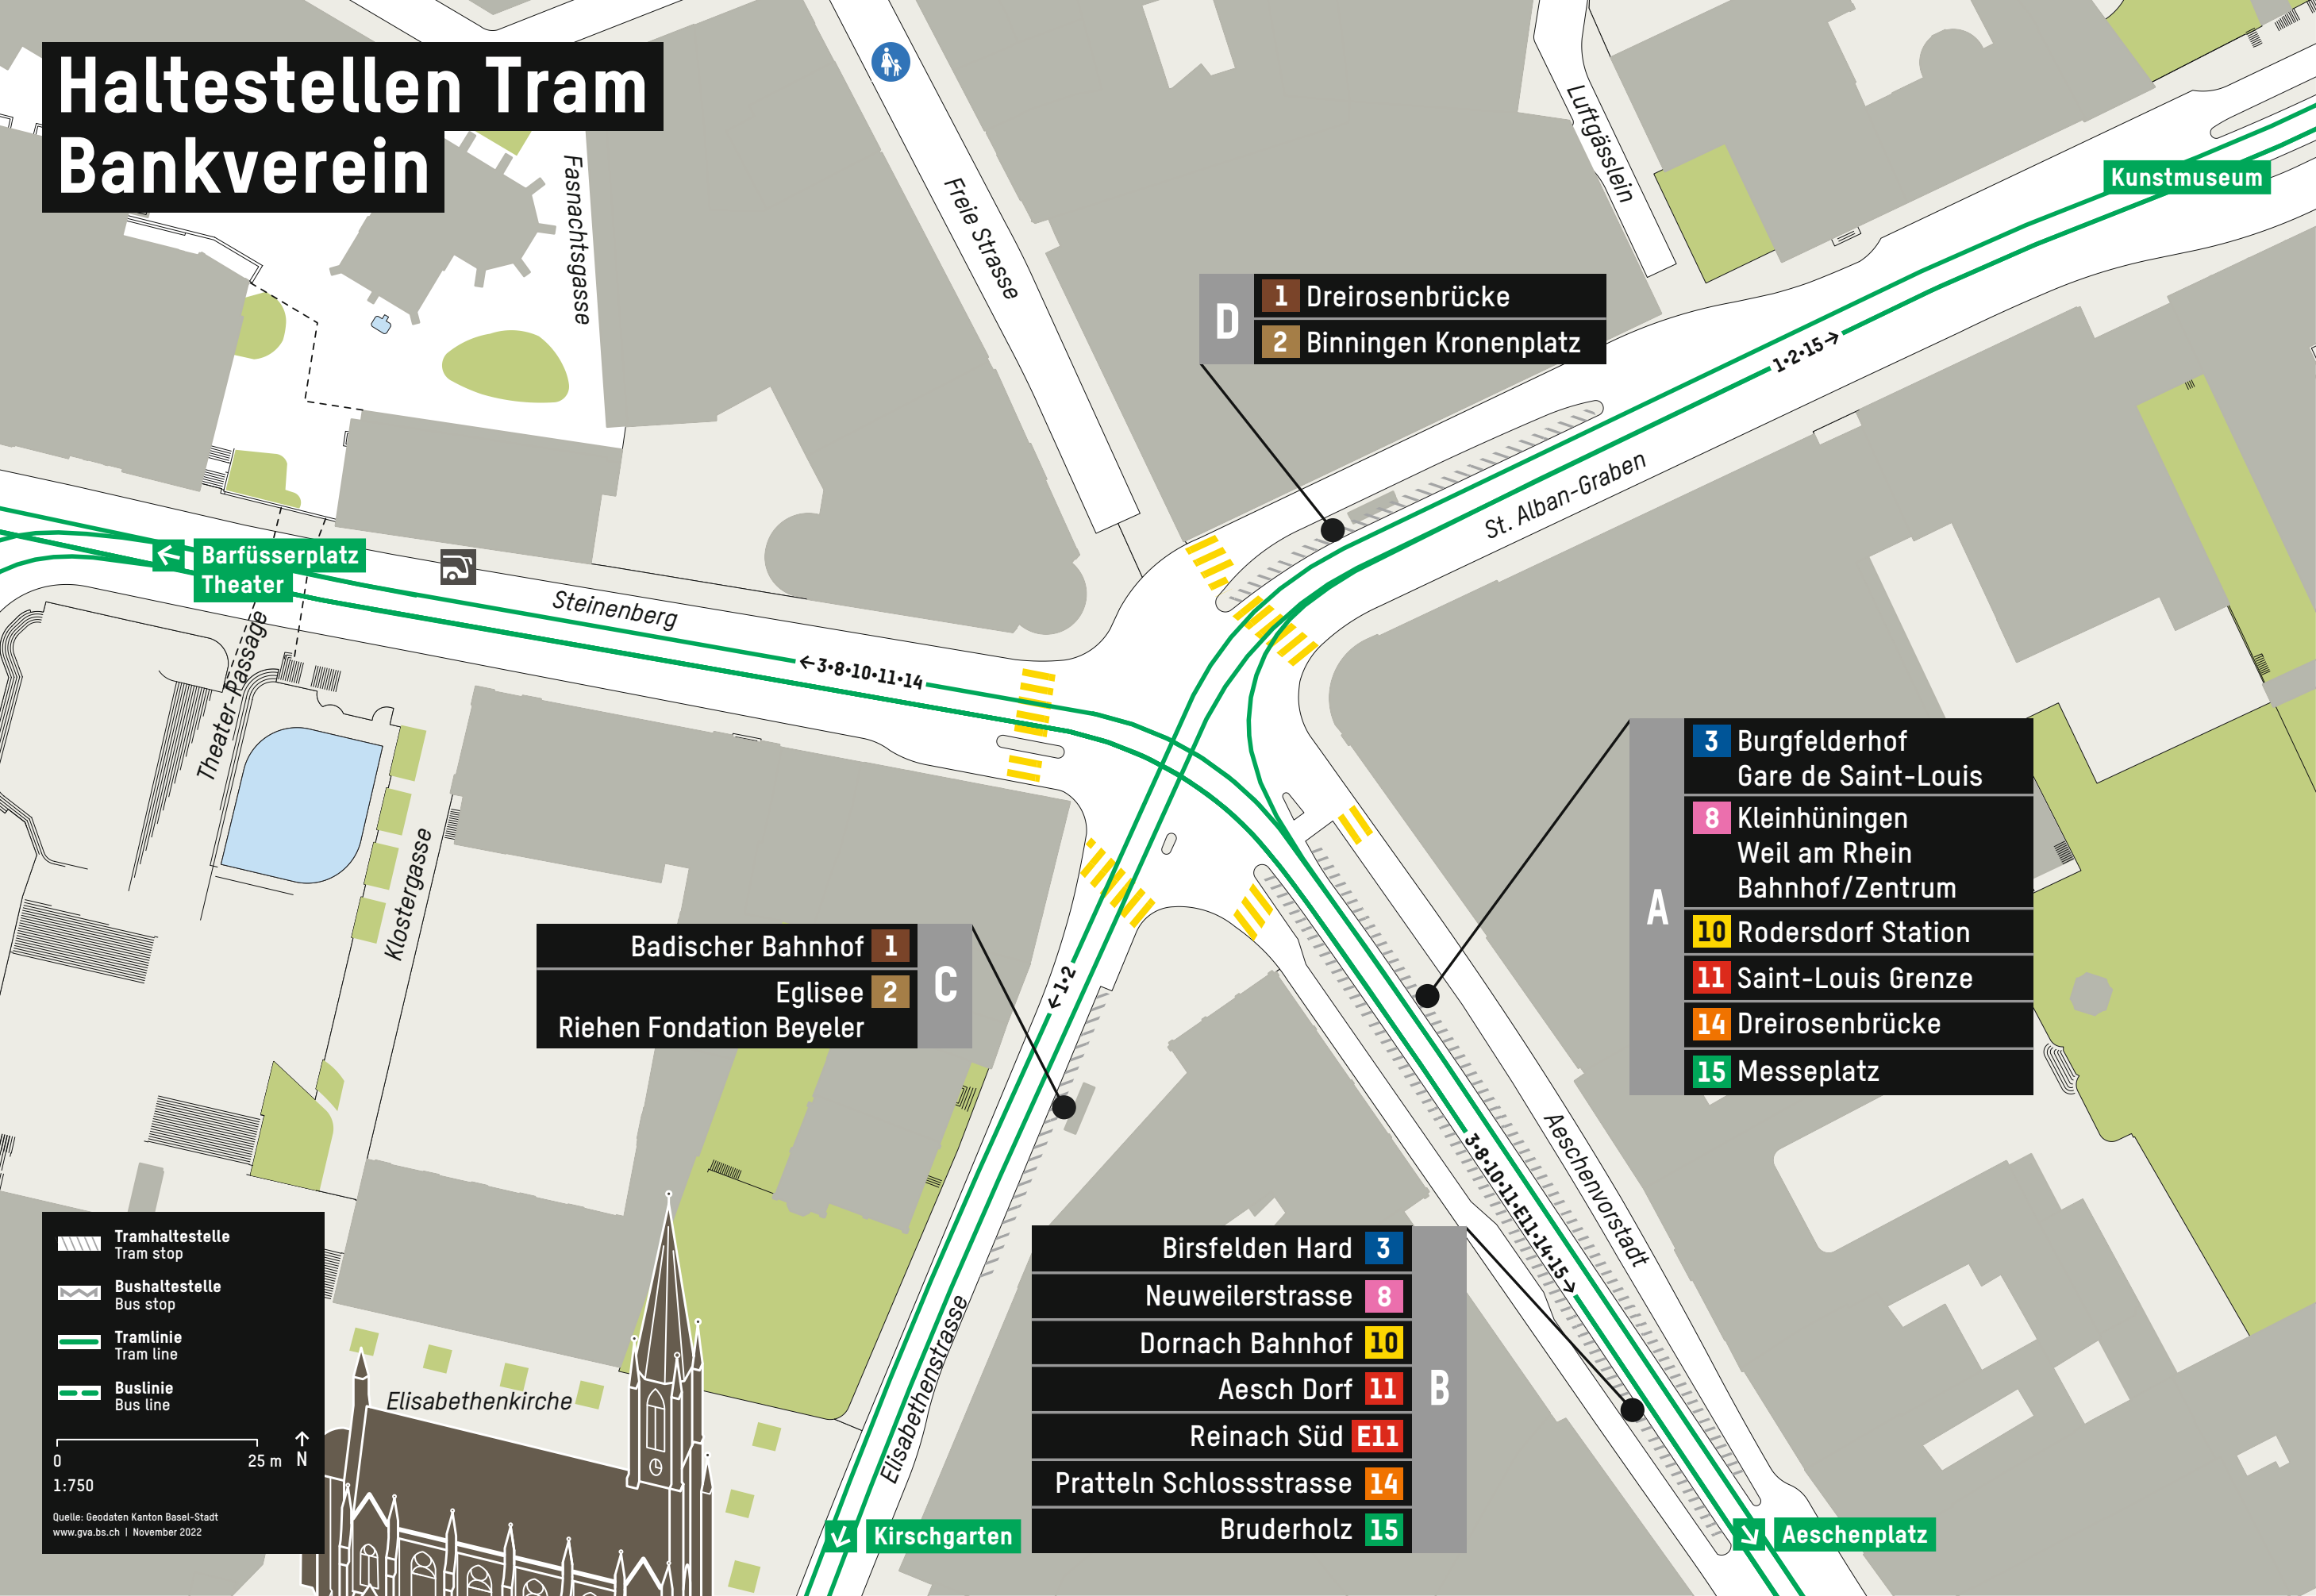 Haltestellen Tram
Bankverein
Fasnachtsgasse
Freie Strasse
Luftgässlein
Kunstmuseum
D
1 Dreirosenbrücke
2 Binningen Kronenplatz
1•2•15→
St. Alban-Graben
← Barfüsserplatz
Theater
Steinenberg
←3•8•10•11•14
Theater-Passage
Klostergasse
A
3 Burgfelderhof
Gare de Saint-Louis
8 Kleinhüningen
Weil am Rhein
Bahnhof/Zentrum
10 Rodersdorf Station
11 Saint-Louis Grenze
14 Dreirosenbrücke
15 Messeplatz
Badischer Bahnhof 1
Eglisee 2
Riehen Fondation Beyeler
C
←1•2
3•8•10•11•E11•14•15→
Aeschenvorstadt
Birsfelden Hard 3
Neuweilerstrasse 8
Dornach Bahnhof 10
Aesch Dorf 11
Reinach Süd E11
Pratteln Schlossstrasse 14
Bruderholz 15
B
Elisabethenstrasse
Elisabethenkirche
Kirschgarten
Aeschenplatz
Tramhaltestelle
Tram stop
Bushaltestelle
Bus stop
Tramlinie
Tram line
Buslinie
Bus line
0 25 m N
1:750
Quelle: Geodaten Kanton Basel-Stadt
www.gva.bs.ch | November 2022